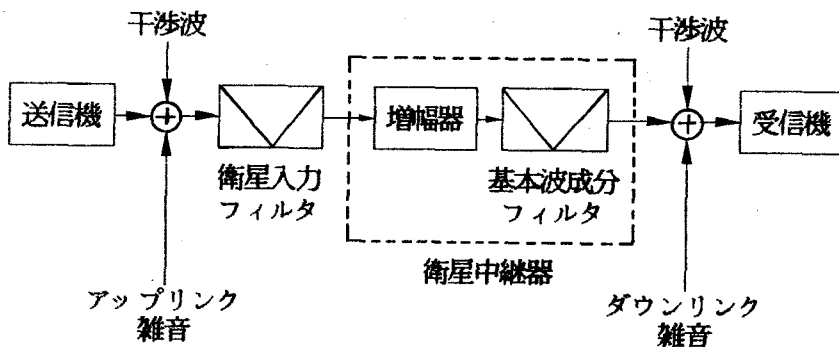 干渉波
干渉波
送信機
増幅器
受信機
衛星入力
フィルタ
基本波成分
フィルタ
衛星中継器
アップリンク
雑音
ダウンリンク
雑音